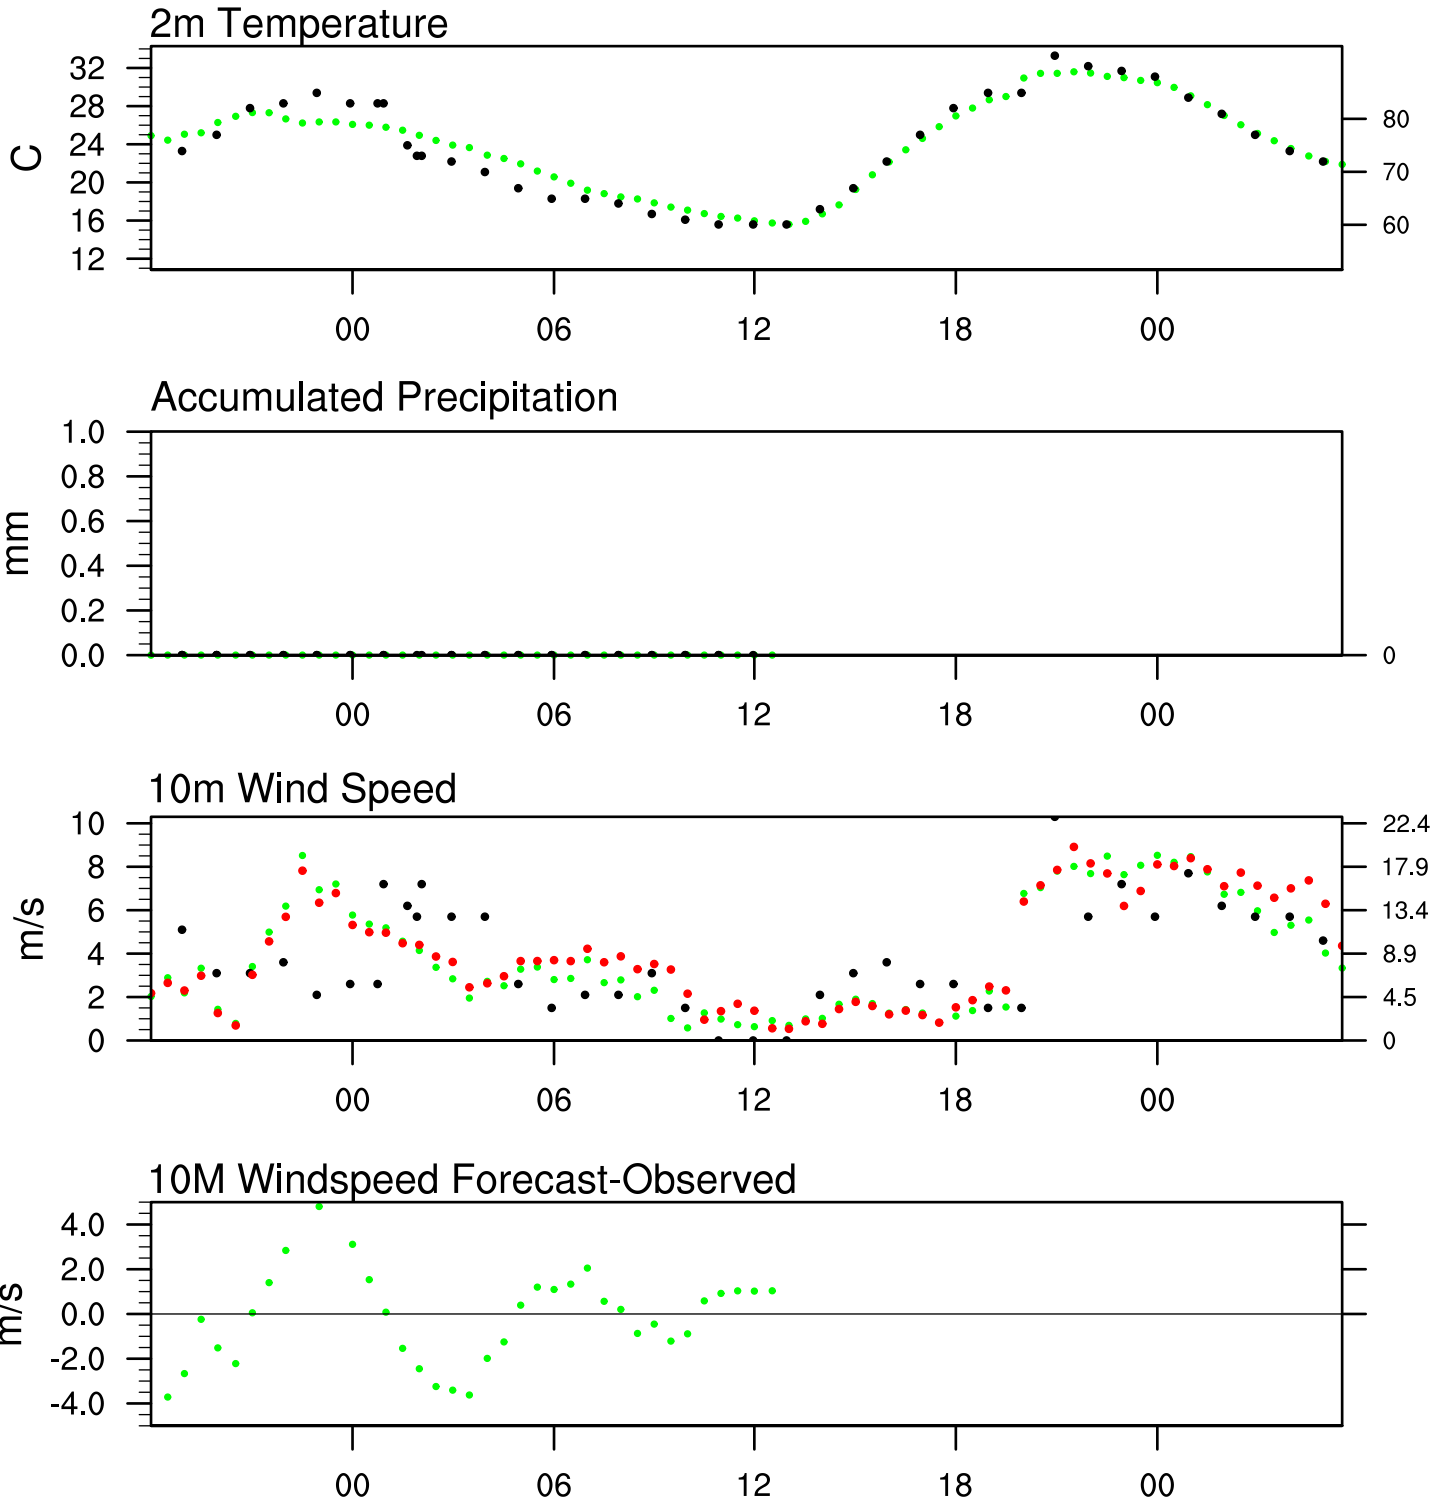 2m Temperature
C
32
28
24
20
16
12
80
70
60
00 06 12 18 00
Accumulated Precipitation
mm
1.0
0.8
0.6
0.4
0.2
0.0
0
00 06 12 18 00
10m Wind Speed
m/s
10
8
6
4
2
0
22.4
17.9
13.4
8.9
4.5
0
00 06 12 18 00
10M Windspeed Forecast-Observed
m/s
4.0
2.0
0.0
-2.0
-4.0
00 06 12 18 00